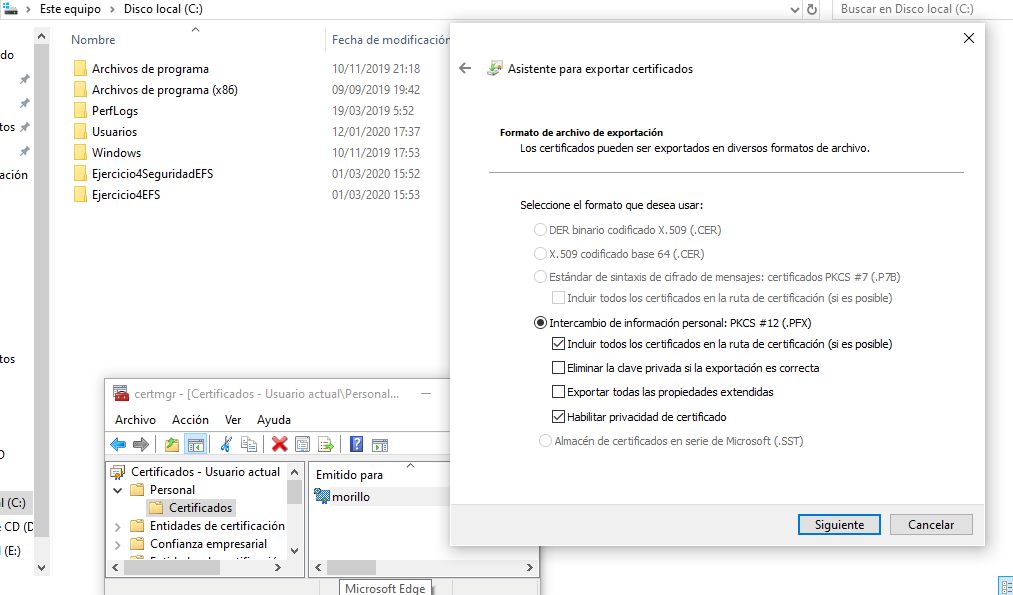 Este equipo > Disco local (C:)
Buscar en Disco local (C:)
Nombre
Fecha de modificación
do
tos
ación
tos
Archivos de programa 10/11/2019 21:18
Archivos de programa (x86) 09/09/2019 19:42
PerfLogs 19/03/2019 5:52
Usuarios 12/01/2020 17:37
Windows 10/11/2019 17:53
Ejercicio4SeguridadEFS 01/03/2020 15:52
Ejercicio4EFS 01/03/2020 15:53
l (C:)
CD (D
(E:)
Asistente para exportar certificados
Formato de archivo de exportación
Los certificados pueden ser exportados en diversos formatos de archivo.
Seleccione el formato que desea usar:
DER binario codificado X.509 (.CER)
X.509 codificado base 64 (.CER)
Estándar de sintaxis de cifrado de mensajes: certificados PKCS #7 (.P7B)
Incluir todos los certificados en la ruta de certificación (si es posible)
Intercambio de información personal: PKCS #12 (.PFX)
Incluir todos los certificados en la ruta de certificación (si es posible)
Eliminar la clave privada si la exportación es correcta
Exportar todas las propiedades extendidas
Habilitar privacidad de certificado
Almacén de certificados en serie de Microsoft (.SST)
Siguiente
Cancelar
certmgr - [Certificados - Usuario actual\Personal...
Archivo Acción Ver Ayuda
Certificados - Usuario actual
Personal
Certificados
Entidades de certificación
Confianza empresarial
Emitido para
morillo
Microsoft Edge